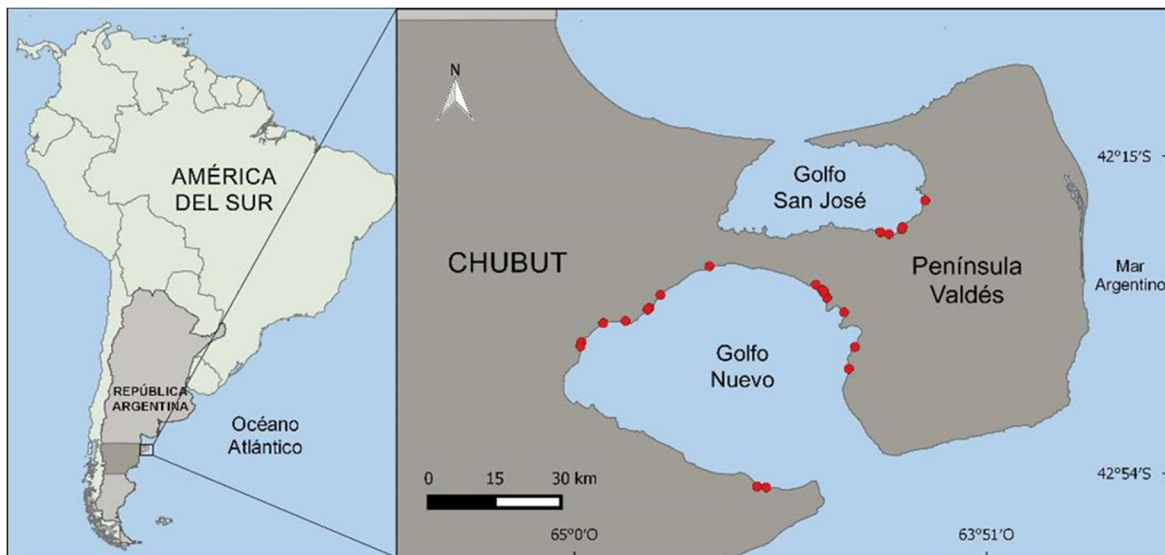 AMÉRICA
DEL SUR
REPÚBLICA
ARGENTINA
Océano
Atlántico
N
Golfo
San José
42°15'S
CHUBUT
Península
Valdés
Mar
Argentino
Golfo
Nuevo
0 15 30 km
42°54'S
65°0'O
63°51'O